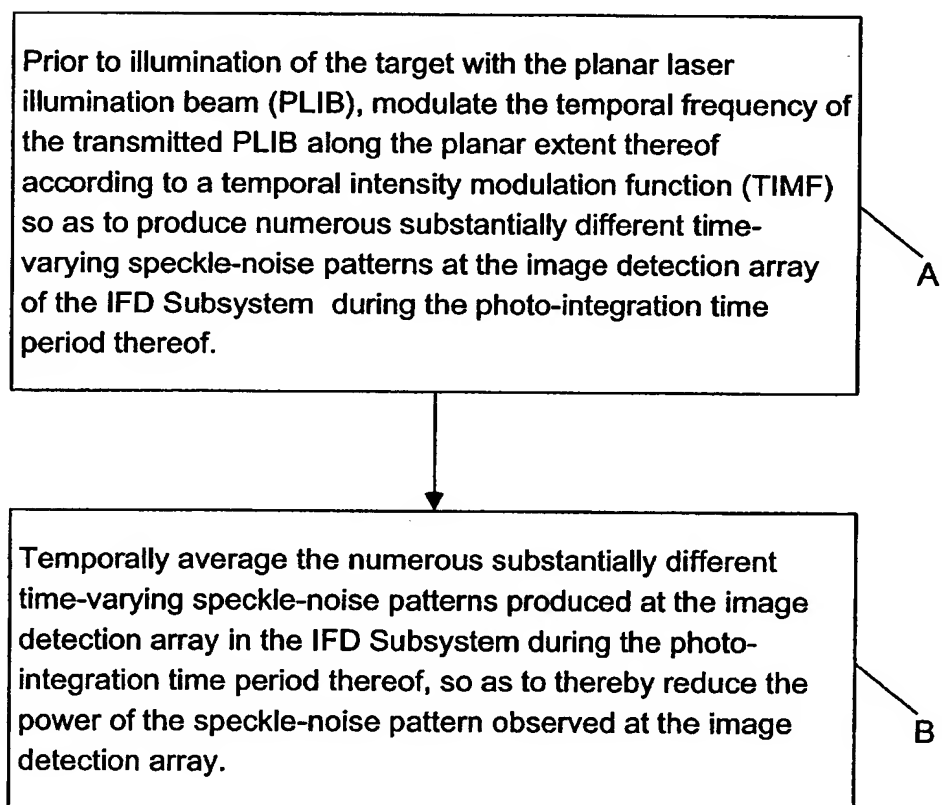 Prior to illumination of the target with the planar laser
illumination beam (PLIB), modulate the temporal frequency of
the transmitted PLIB along the planar extent thereof
according to a temporal intensity modulation function (TIMF)
so as to produce numerous substantially different time-
varying speckle-noise patterns at the image detection array
of the IFD Subsystem during the photo-integration time
period thereof.
A
Temporally average the numerous substantially different
time-varying speckle-noise patterns produced at the image
detection array in the IFD Subsystem during the photo-
integration time period thereof, so as to thereby reduce the
power of the speckle-noise pattern observed at the image
detection array.
B